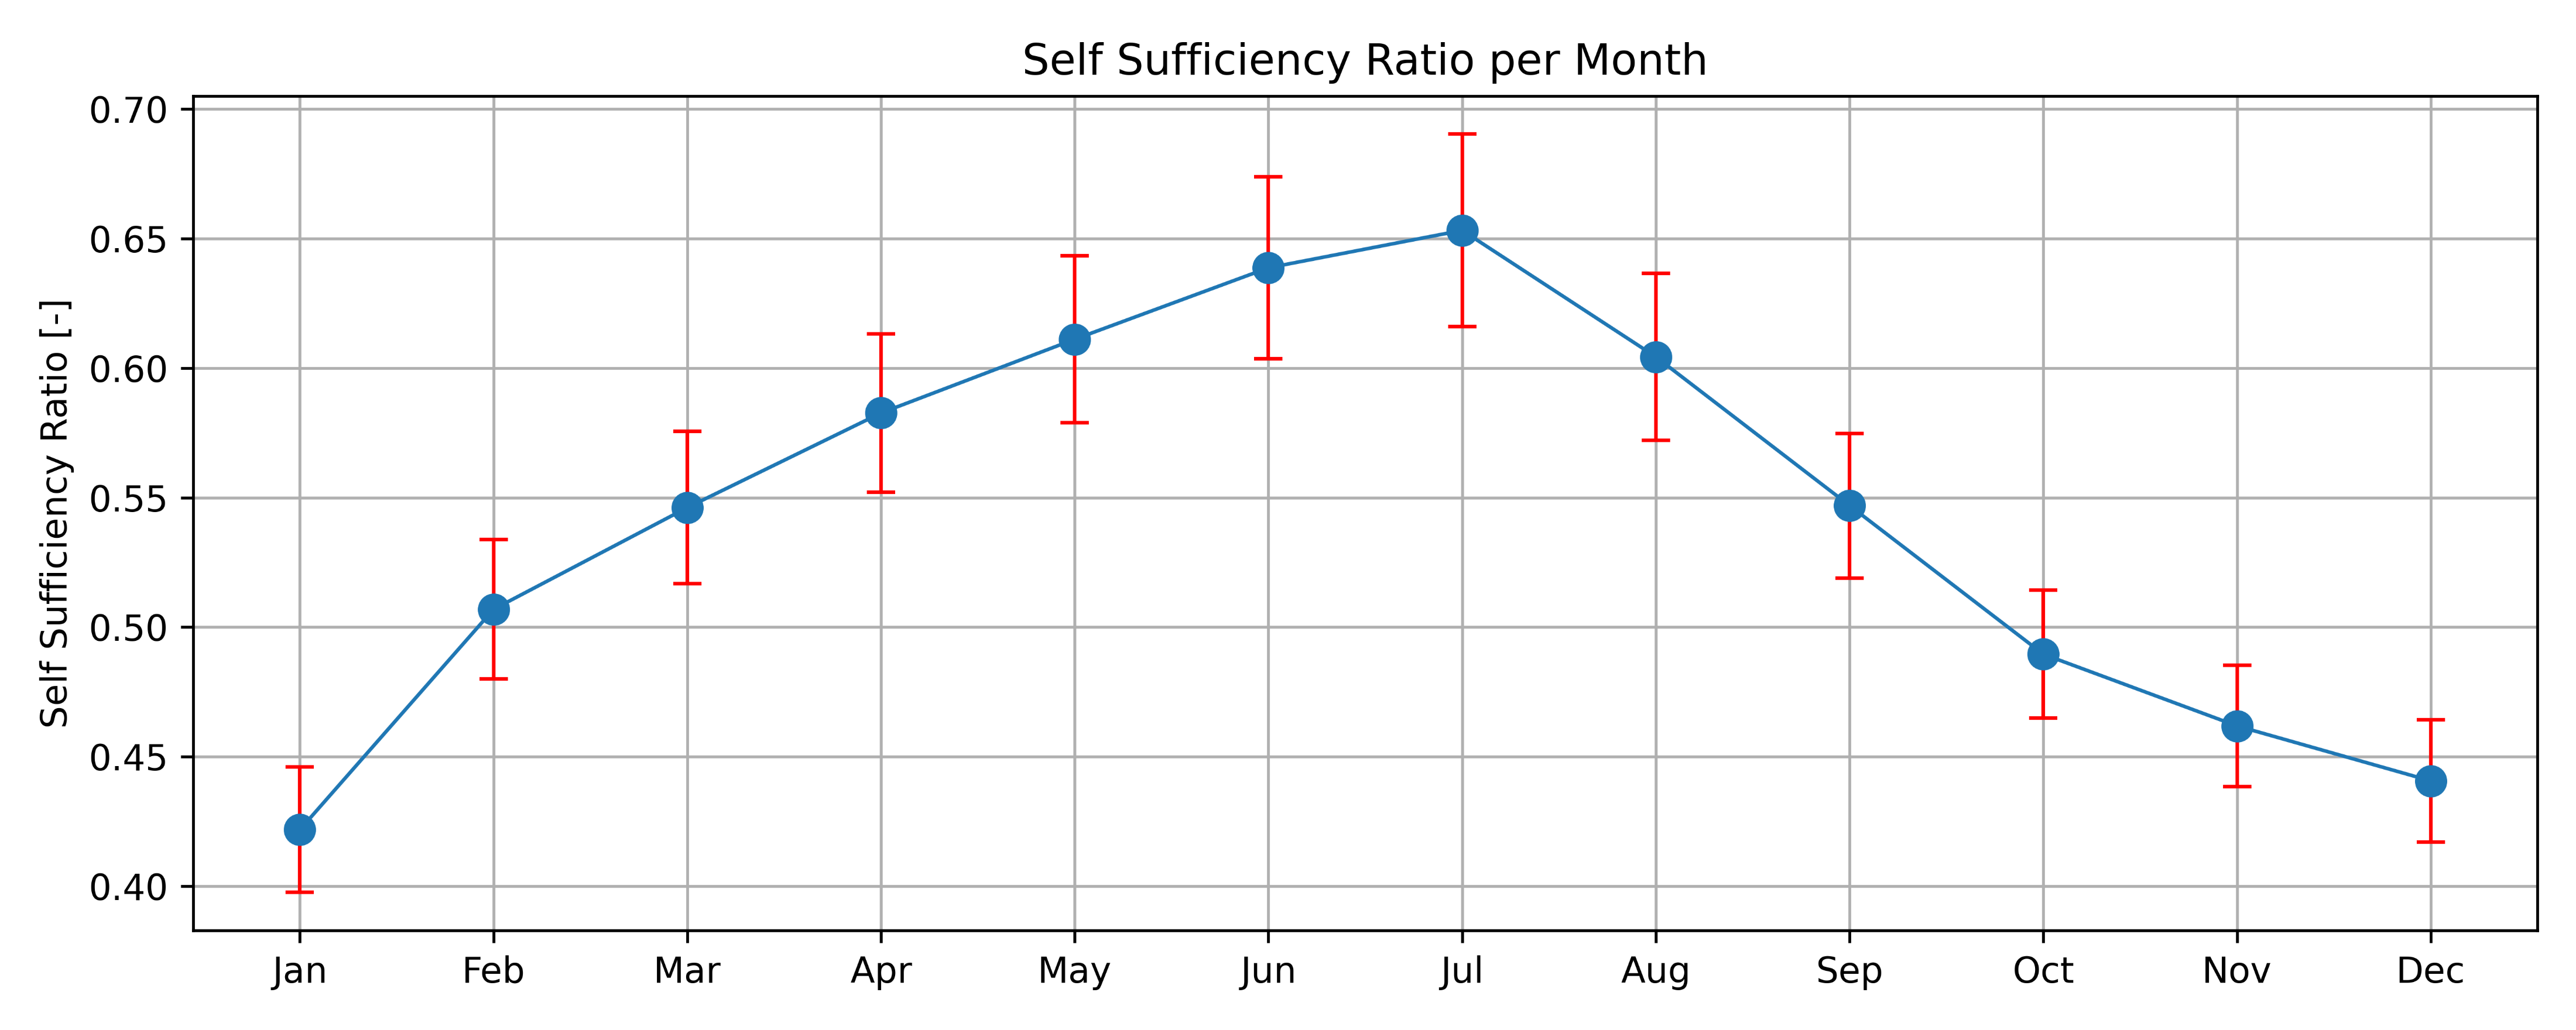 Self Sufficiency Ratio per Month
Self Sufficiency Ratio [-]
0.70
0.65
0.60
0.55
0.50
0.45
0.40
Jan Feb Mar Apr May Jun Jul Aug Sep Oct Nov Dec